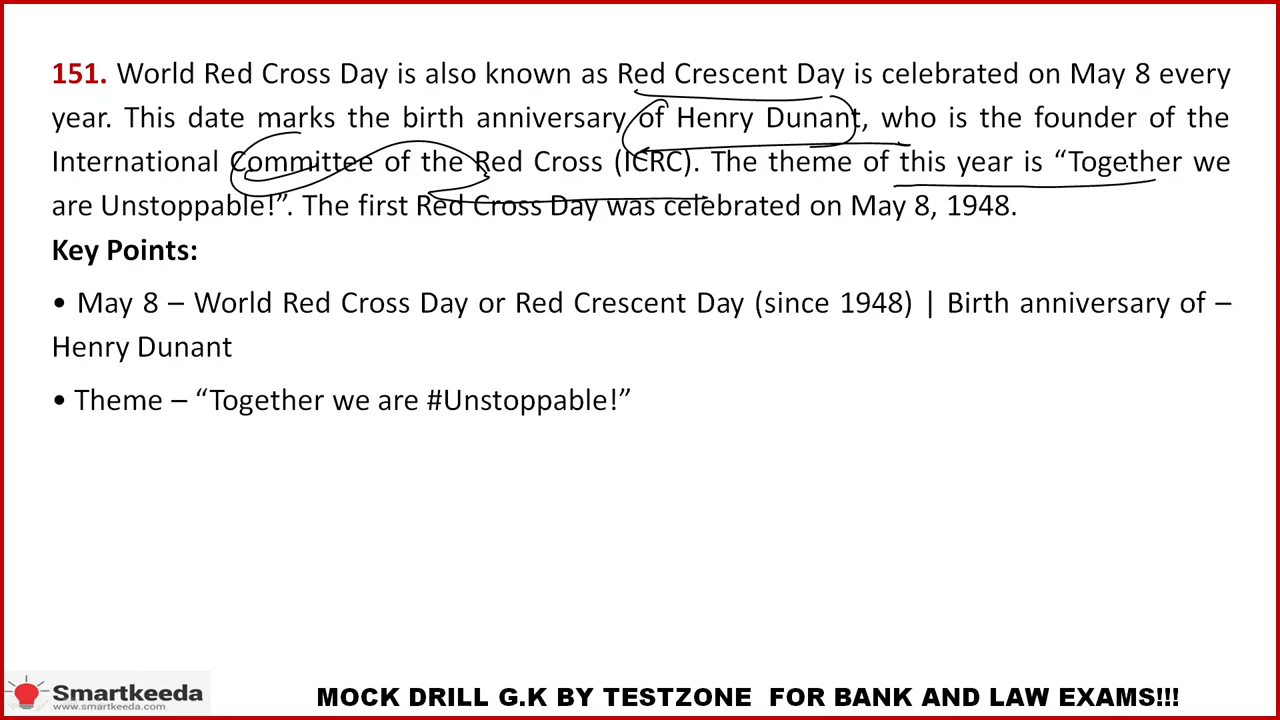 151. World Red Cross Day is also known as Red Crescent Day is celebrated on May 8 every
year. This date marks the birth anniversary of Henry Dunant, who is the founder of the
International Committee of the Red Cross (ICRC). The theme of this year is “Together we
are Unstoppable!”. The first Red Cross Day was celebrated on May 8, 1948.
Key Points:
• May 8 – World Red Cross Day or Red Crescent Day (since 1948) | Birth anniversary of –
Henry Dunant
• Theme – “Together we are #Unstoppable!”
Smartkeeda
www.smartkeeda.com
MOCK DRILL G.K BY TESTZONE FOR BANK AND LAW EXAMS!!!